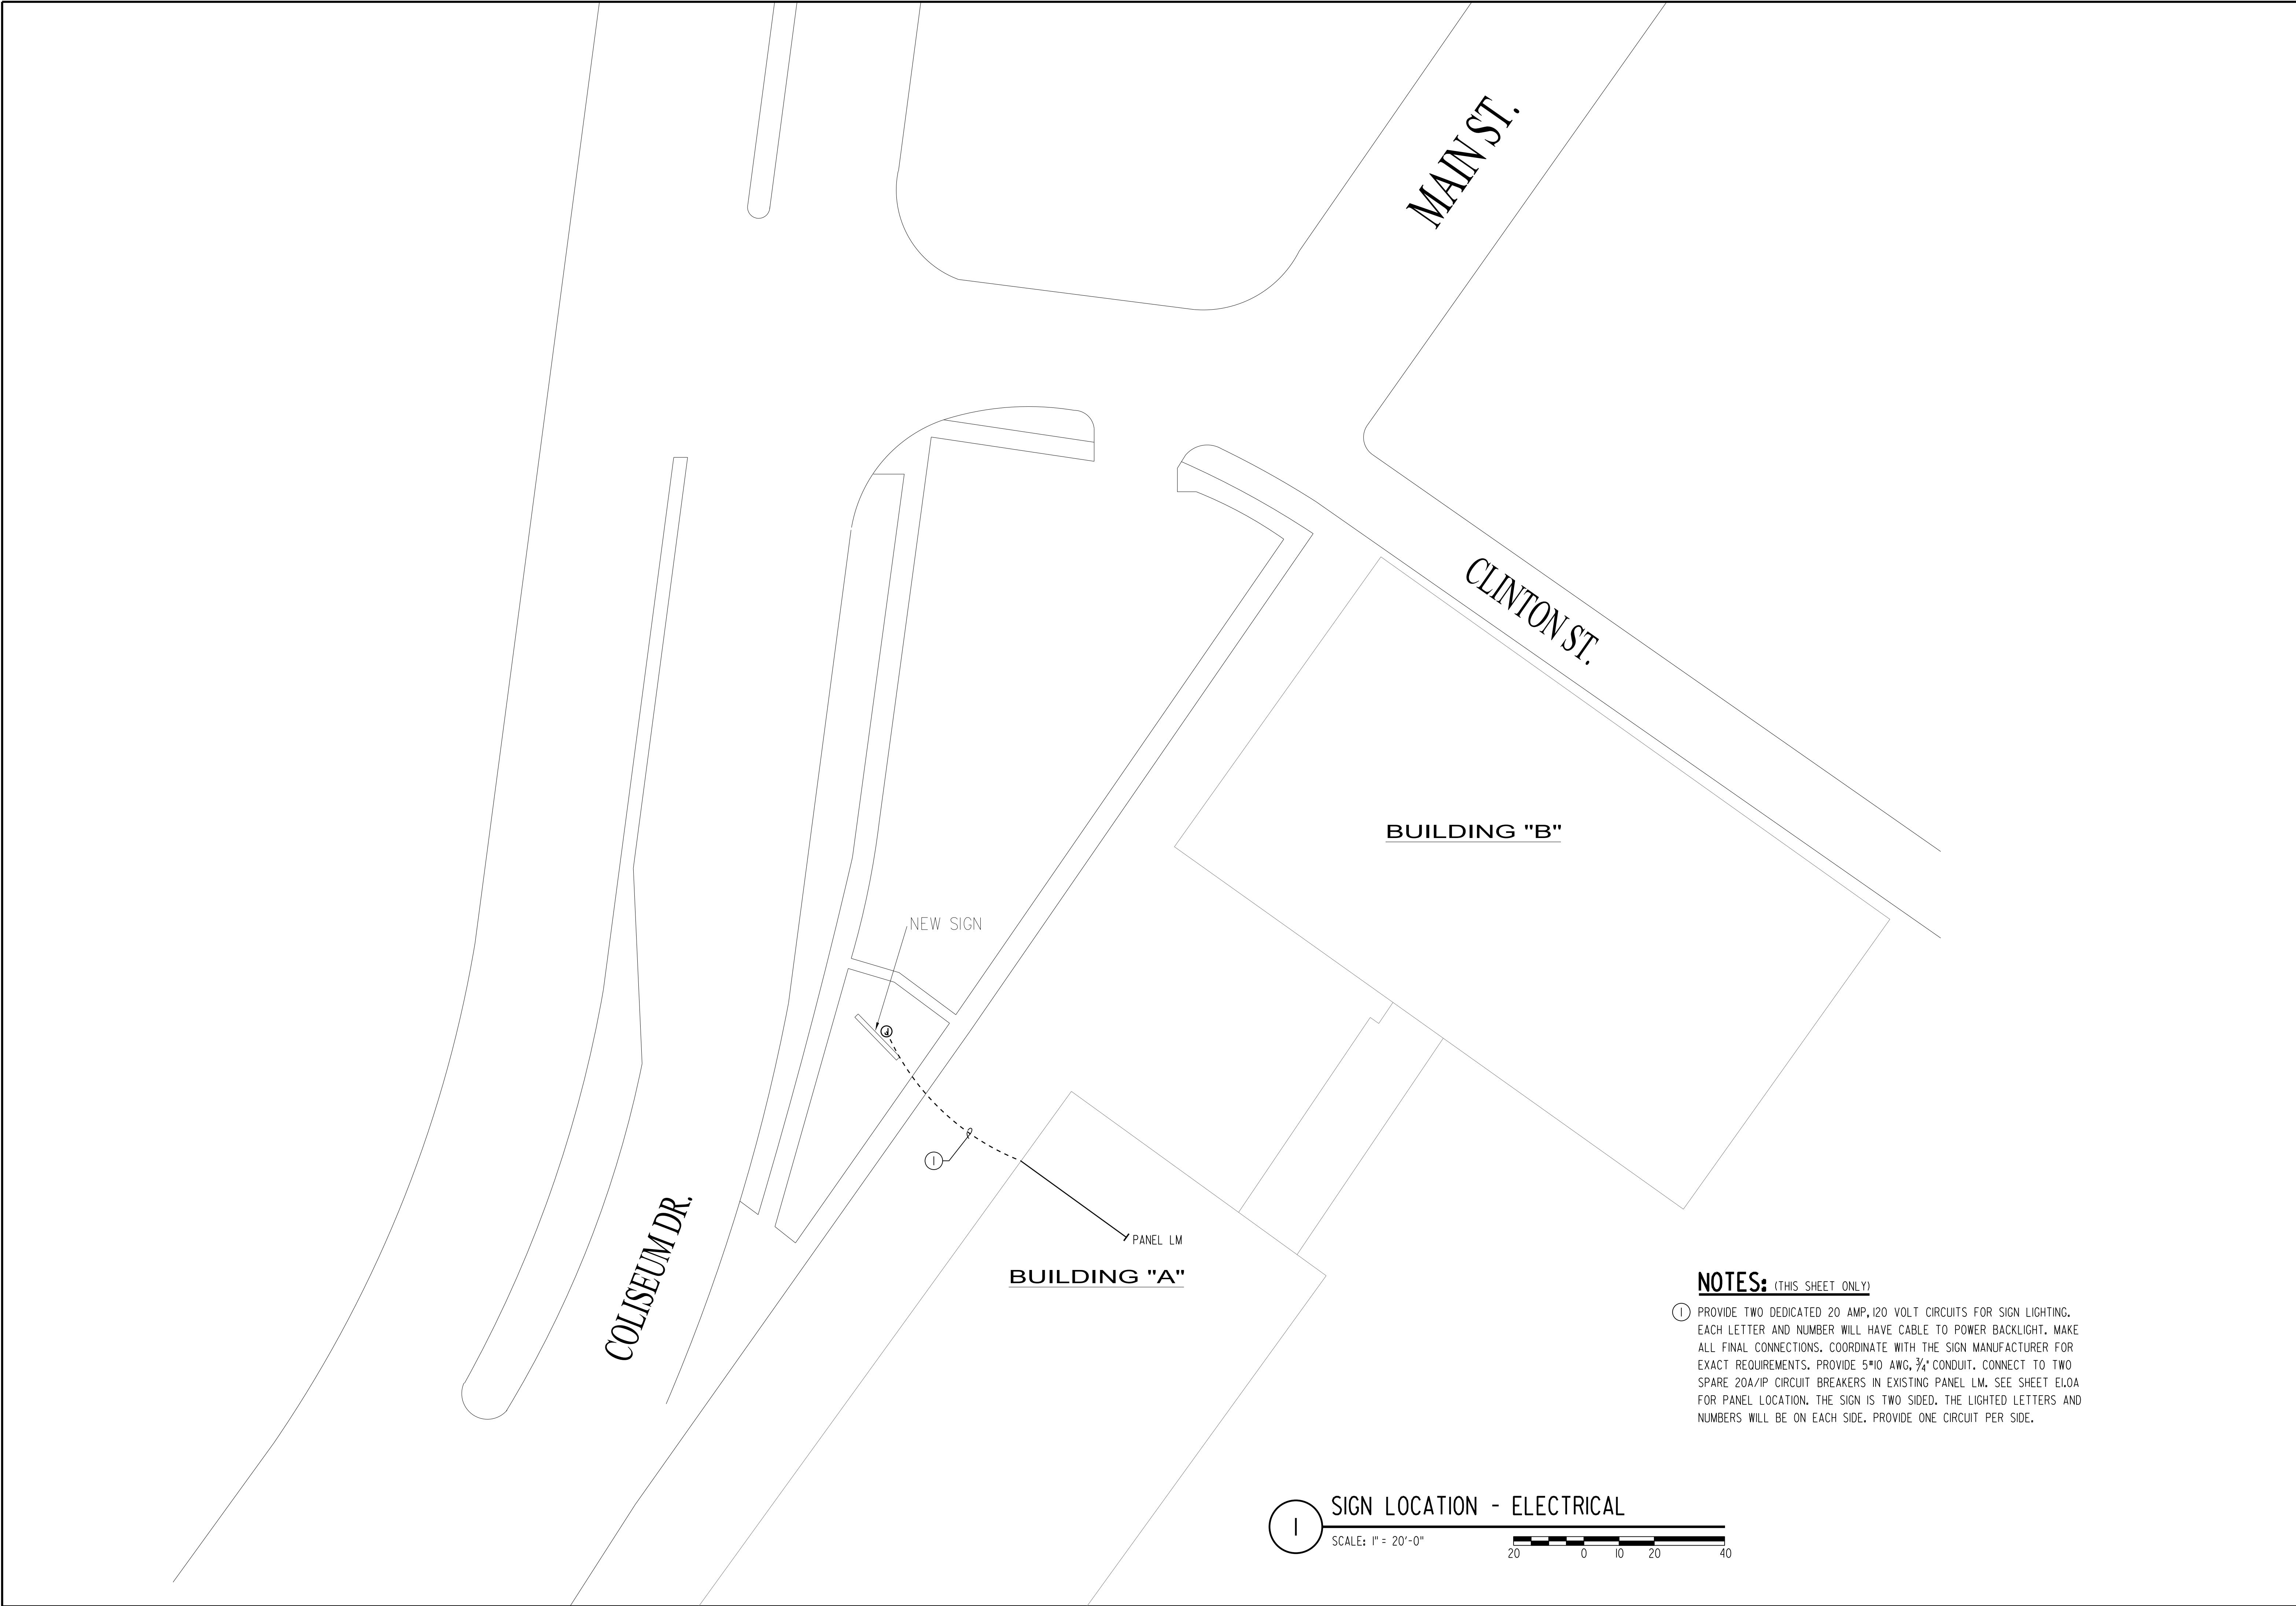 MAIN ST.
CLINTON ST.
BUILDING "B"
NEW SIGN
J
1
PANEL LM
COLISEUM DR.
BUILDING "A"
NOTES: (THIS SHEET ONLY)
1 PROVIDE TWO DEDICATED 20 AMP, 120 VOLT CIRCUITS FOR SIGN LIGHTING.
EACH LETTER AND NUMBER WILL HAVE CABLE TO POWER BACKLIGHT. MAKE
ALL FINAL CONNECTIONS. COORDINATE WITH THE SIGN MANUFACTURER FOR
EXACT REQUIREMENTS. PROVIDE 5#10 AWG, 3/4" CONDUIT. CONNECT TO TWO
SPARE 20A/1P CIRCUIT BREAKERS IN EXISTING PANEL LM. SEE SHEET E1.0A
FOR PANEL LOCATION. THE SIGN IS TWO SIDED. THE LIGHTED LETTERS AND
NUMBERS WILL BE ON EACH SIDE. PROVIDE ONE CIRCUIT PER SIDE.
1 SIGN LOCATION - ELECTRICAL
SCALE: 1" = 20'-0"
20 0 10 20 40